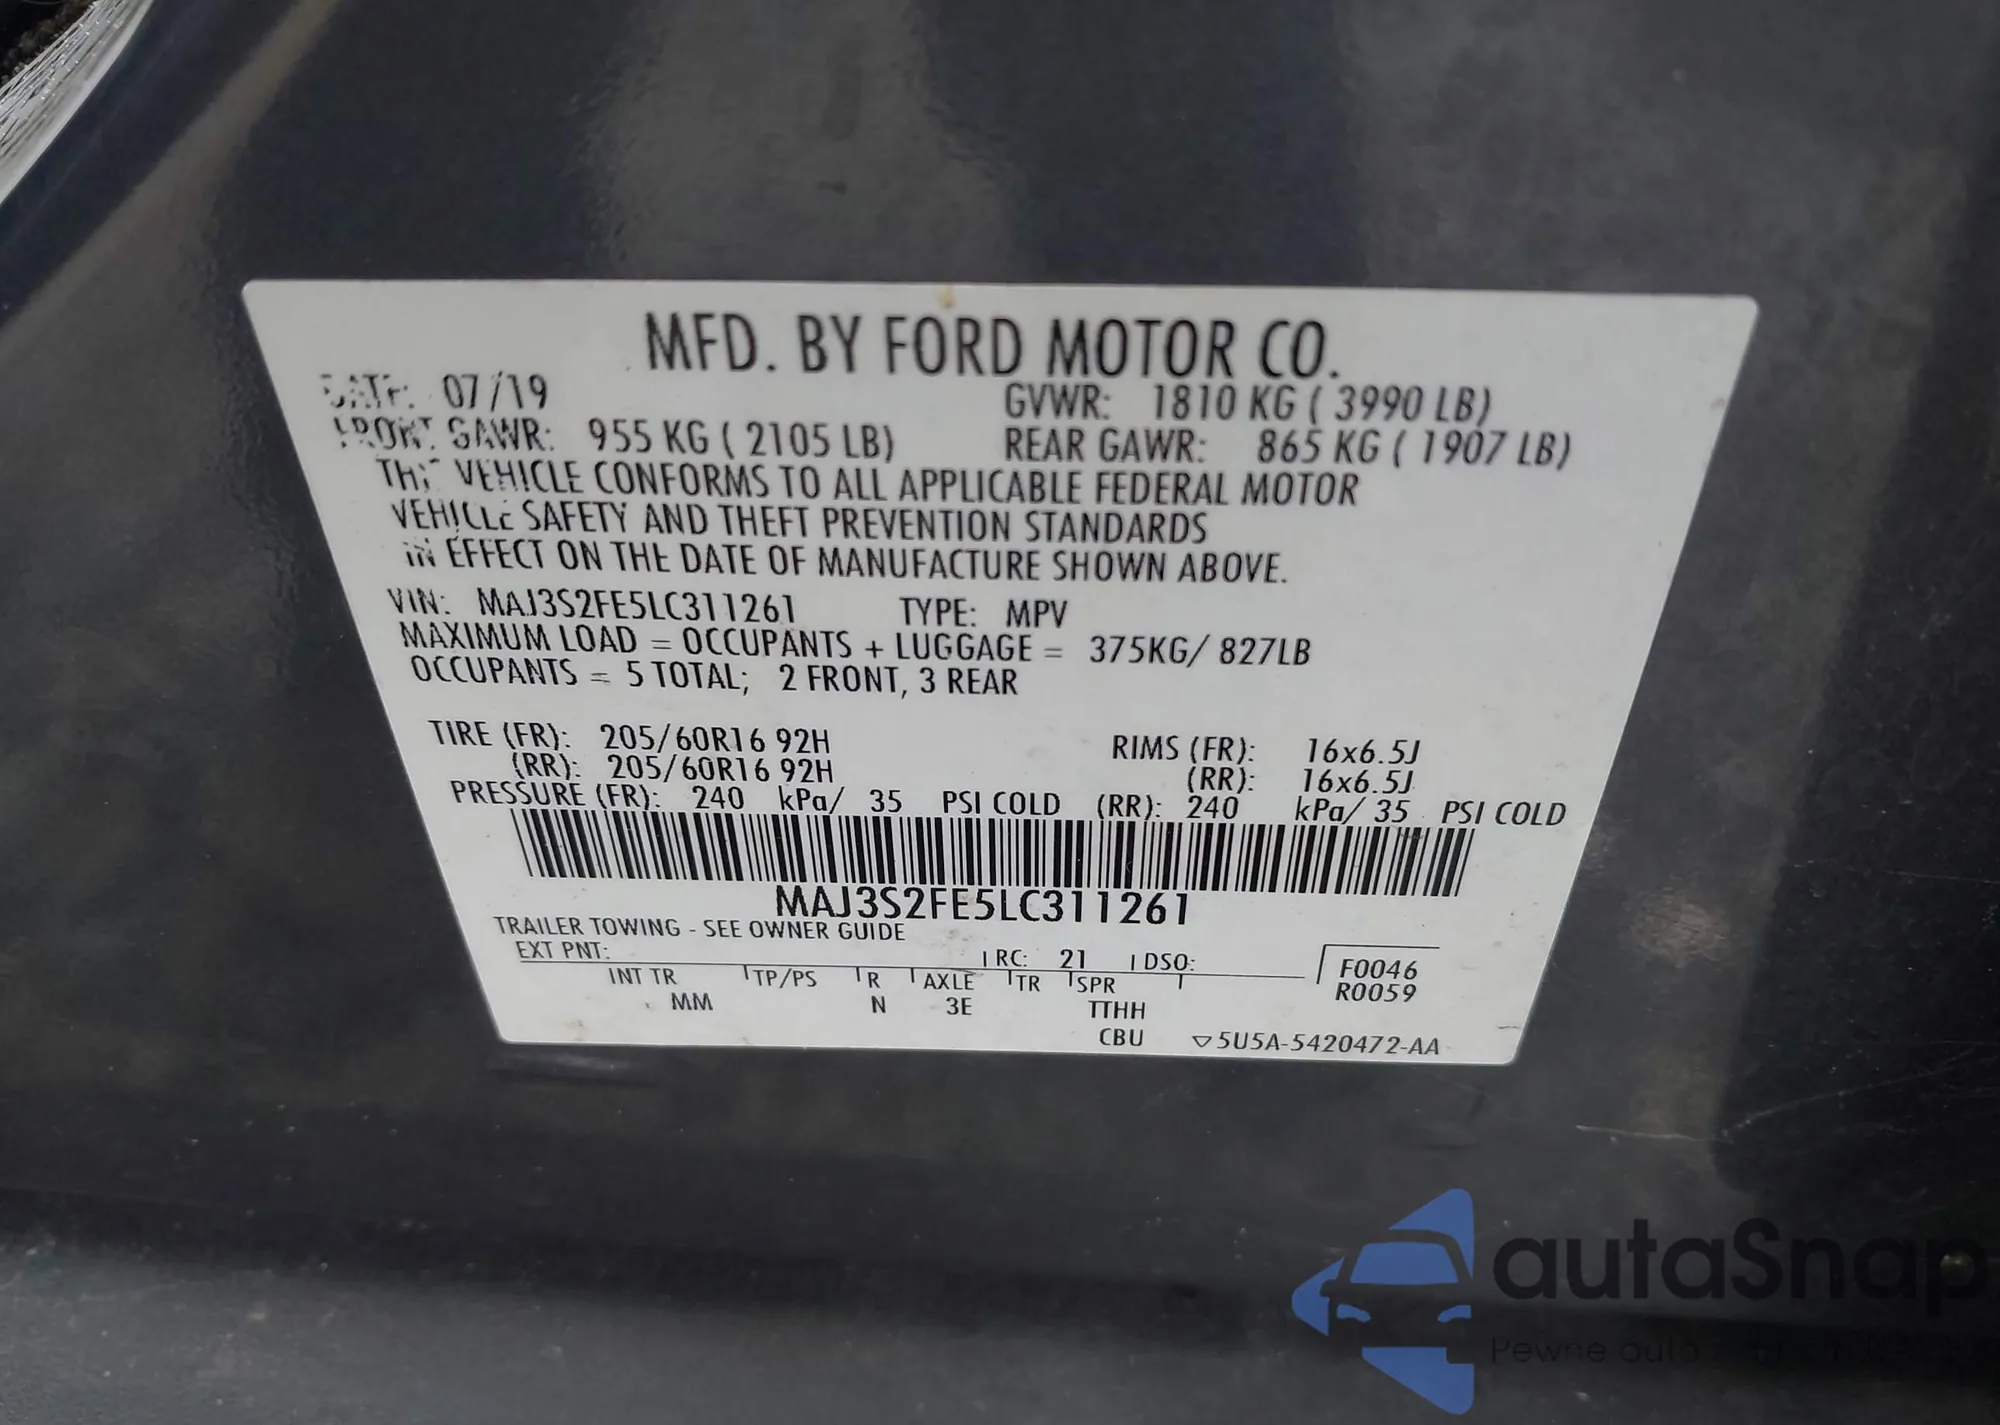 MFD. BY FORD MOTOR CO.
DATE: 07/19 GVWR: 1810 KG ( 3990 LB)
FRONT GAWR: 955 KG ( 2105 LB) REAR GAWR: 865 KG ( 1907 LB)
THIS VEHICLE CONFORMS TO ALL APPLICABLE FEDERAL MOTOR
VEHICLE SAFETY AND THEFT PREVENTION STANDARDS
IN EFFECT ON THE DATE OF MANUFACTURE SHOWN ABOVE.
VIN: MAJ3S2FE5LC311261 TYPE: MPV
MAXIMUM LOAD = OCCUPANTS + LUGGAGE = 375KG/ 827LB
OCCUPANTS = 5 TOTAL; 2 FRONT, 3 REAR
TIRE (FR): 205/60R16 92H RIMS (FR): 16x6.5J
(RR): 205/60R16 92H (RR): 16x6.5J
PRESSURE (FR): 240 kPa/ 35 PSI COLD (RR): 240 kPa/ 35 PSI COLD
MAJ3S2FE5LC311261
TRAILER TOWING - SEE OWNER GUIDE
EXT PNT: RC: 21 DSO: F0046
INT TR TP/PS R AXLE TR SPR R0059
MM N 3E TTHH
CBU ▽5U5A-5420472-AA
autaSnap
Pewne auto